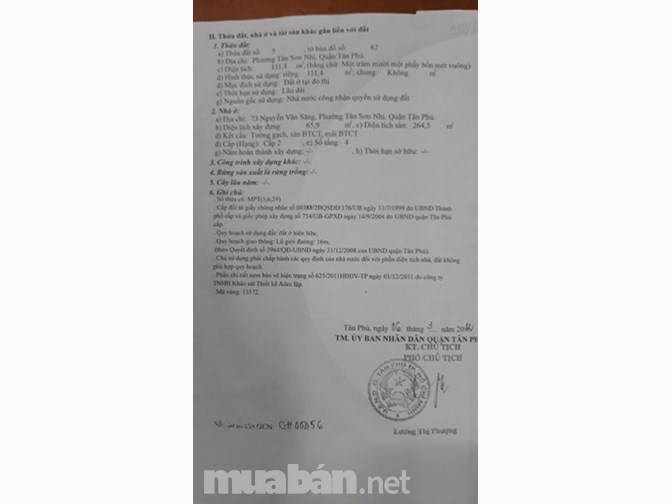 II. Thửa đất, nhà ở và tài sản khác gắn liền với đất
1. Thửa đất:
a) Thửa đất số: 5 , tờ bản đồ số: 62
b) Địa chỉ: Phường Tân Sơn Nhì, Quận Tân Phú.
c) Diện tích: 111,4 m², (bằng chữ: Một trăm mười một phẩy bốn mét vuông)
d) Hình thức sử dụng: riêng: 111,4 m², chung: Không m²
đ) Mục đích sử dụng: Đất ở tại đô thị
e) Thời hạn sử dụng: Lâu dài
g) Nguồn gốc sử dụng: Nhà nước công nhận quyền sử dụng đất
2. Nhà ở:
a) Địa chỉ: 73 Nguyễn Văn Săng, Phường Tân Sơn Nhì, Quận Tân Phú.
b) Diện tích xây dựng: 65,9 m², c) Diện tích sàn: 264,5 m²
d) Kết cấu: Tường gạch, sàn BTCT, mái BTCT
đ) Cấp (Hạng): Cấp 2 , e) Số tầng: 4
g) Năm hoàn thành xây dựng: -/- , h) Thời hạn sở hữu: -/-
3. Công trình xây dựng khác: -/-
4. Rừng sản xuất là rừng trồng: -/-
5. Cây lâu năm: -/-
6. Ghi chú:
. Số thửa cũ: MPT(5,6,24)
. Cấp đổi từ giấy chứng nhận số 00388/2BQSDD/176/UB ngày 31/7/1999 do UBND Thành
phố cấp và giấy phép xây dựng số 754/UB-GPXD ngày 14/9/2004 do UBND quận Tân Phú
cấp.
. Quy hoạch sử dụng đất: đất ở hiện hữu;
. Quy hoạch giao thông: Lộ giới đường: 16m;
(theo Quyết định số 3964/QĐ-UBND ngày 31/12/2008 của UBND quận Tân Phú)
. Chủ sử dụng phải chấp hành các quy định của nhà nước đối với phần diện tích nhà, đất không
phù hợp quy hoạch.
. Phần chi tiết xem bản vẽ hiện trạng số 625/2011HĐDV-TP ngày 01/12/2011 do công ty
TNHH Khảo sát Thiết kế Adec lập.
. Mã vùng: 13572
Tân Phú, ngày 06 tháng 3 năm
TM. ỦY BAN NHÂN DÂN QUẬN TÂN PH
KT. CHỦ TỊCH
PHÓ CHỦ TỊCH
U.B.N.D Q. TÂN PHÚ TP. HỒ CHÍ MINH
GCN: CH00056
Lương Thị Phượng
muabán.net